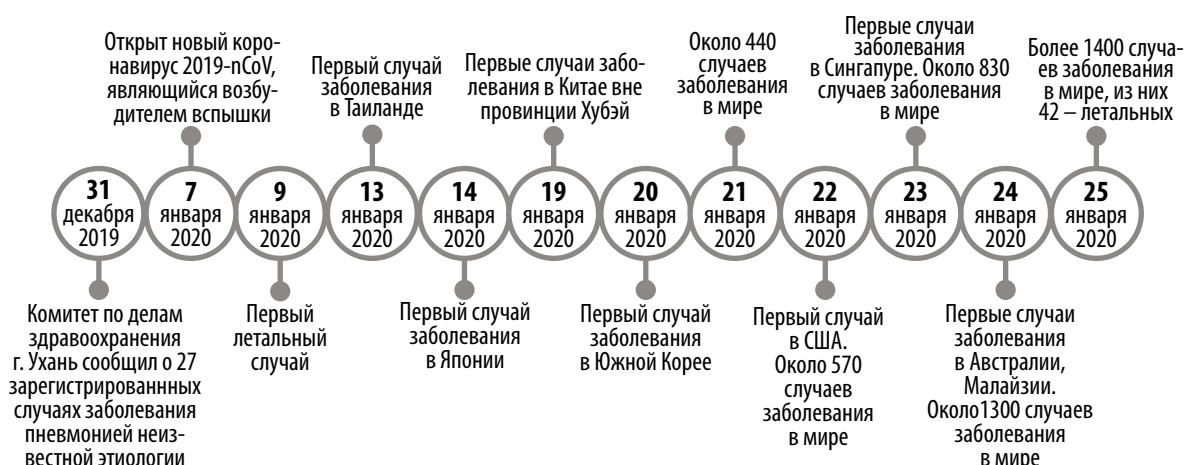 Открыт новый коро-
навирус 2019-nCoV,
являющийся возбу-
дителем вспышки
Первый случай
заболевания
в Таиланде
Первые случаи забо-
левания в Китае вне
провинции Хубэй
Около 440
случаев
заболевания
в мире
Первые случаи
заболевания
в Сингапуре. Около 830
случаев заболевания
в мире
Более 1400 случа-
ев заболевания
в мире, из них
42 – летальных
31
декабря
2019
7
января
2020
9
января
2020
13
января
2020
14
января
2020
19
января
2020
20
января
2020
21
января
2020
22
января
2020
23
января
2020
24
января
2020
25
января
2020
Комитет по делам
здравоохранения
г. Ухань сообщил о 27
зарегистрированнных
случаях заболевания
пневмонией неиз-
вестной этиологии
Первый
летальный
случай
Первый случай
заболевания
в Японии
Первый случай
заболевания
в Южной Корее
Первый случай
в США.
Около 570
случаев
заболевания
в мире
Первые случаи
заболевания
в Австралии,
Малайзии.
Около1300 случаев
заболевания
в мире